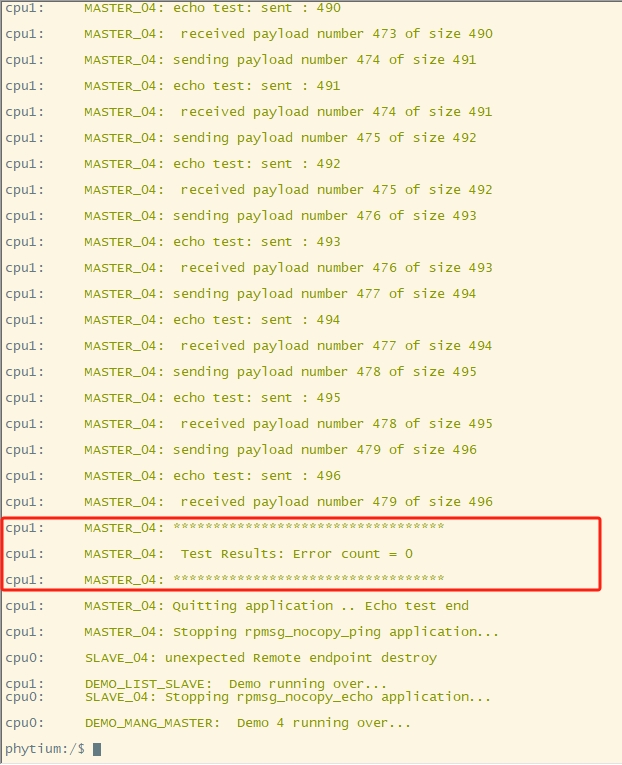 cpu1:     MASTER_04: echo test: sent : 490
cpu1:     MASTER_04:  received payload number 473 of size 490
cpu1:     MASTER_04: sending payload number 474 of size 491
cpu1:     MASTER_04: echo test: sent : 491
cpu1:     MASTER_04:  received payload number 474 of size 491
cpu1:     MASTER_04: sending payload number 475 of size 492
cpu1:     MASTER_04: echo test: sent : 492
cpu1:     MASTER_04:  received payload number 475 of size 492
cpu1:     MASTER_04: sending payload number 476 of size 493
cpu1:     MASTER_04: echo test: sent : 493
cpu1:     MASTER_04:  received payload number 476 of size 493
cpu1:     MASTER_04: sending payload number 477 of size 494
cpu1:     MASTER_04: echo test: sent : 494
cpu1:     MASTER_04:  received payload number 477 of size 494
cpu1:     MASTER_04: sending payload number 478 of size 495
cpu1:     MASTER_04: echo test: sent : 495
cpu1:     MASTER_04:  received payload number 478 of size 495
cpu1:     MASTER_04: sending payload number 479 of size 496
cpu1:     MASTER_04: echo test: sent : 496
cpu1:     MASTER_04:  received payload number 479 of size 496
cpu1:     MASTER_04: **********************************
cpu1:     MASTER_04:  Test Results: Error count = 0
cpu1:     MASTER_04: **********************************
cpu1:     MASTER_04: Quitting application .. Echo test end
cpu1:     MASTER_04: Stopping rpmsg_nocopy_ping application...
cpu0:     SLAVE_04: unexpected Remote endpoint destroy
cpu1:     DEMO_LIST_SLAVE:  Demo running over...
cpu0:     SLAVE_04: Stopping rpmsg_nocopy_echo application...
cpu0:     DEMO_MANG_MASTER:  Demo 4 running over...
phytium:/$